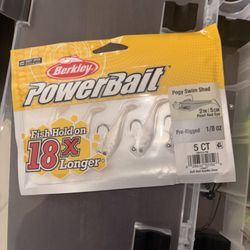 Berkley
PowerBait
Pogy Swim Shad
2in | 5cm
Pearl Red Eye
Pre-Rigged 1/8 oz
5 CT
Fish Hold on
18x
Longer